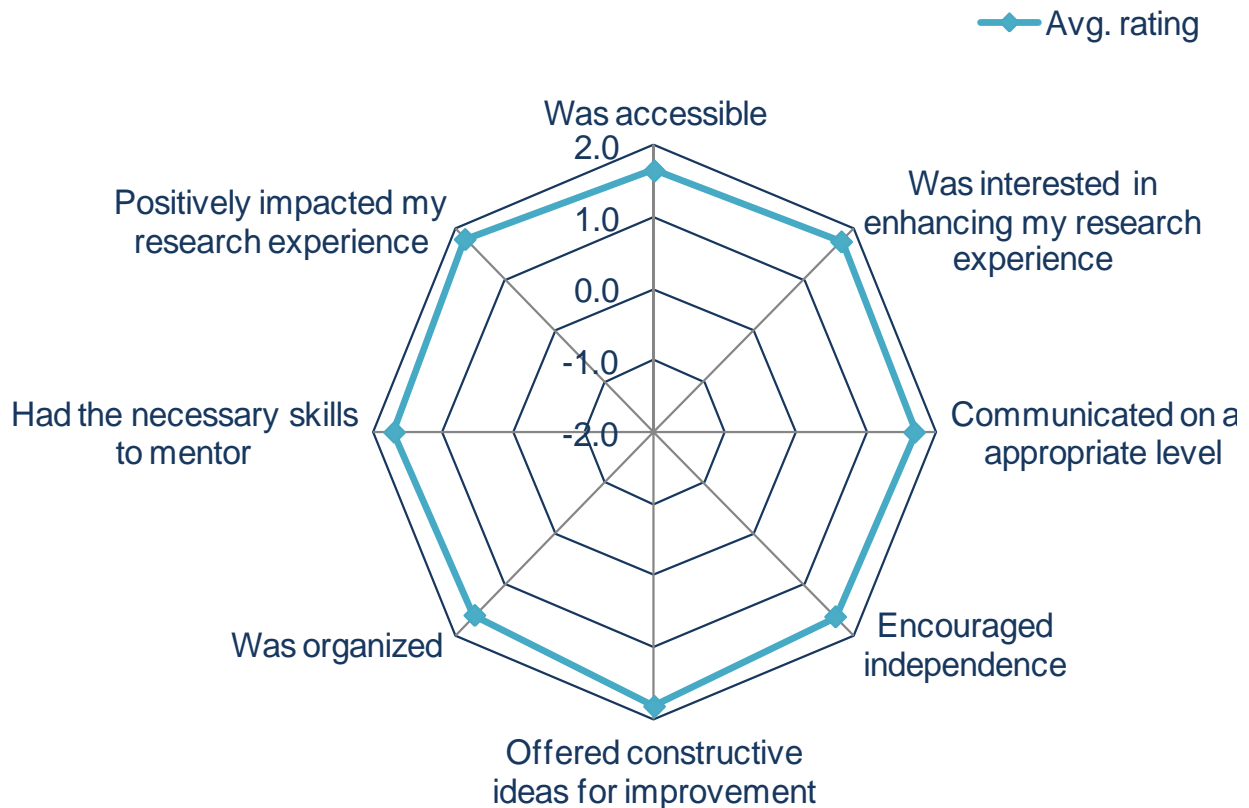 Avg. rating
Was accessible
2.0
1.0
0.0
-1.0
-2.0
Was interested in
enhancing my research
experience
Communicated on a
appropriate level
Encouraged
independence
Offered constructive
ideas for improvement
Was organized
Had the necessary skills
to mentor
Positively impacted my
research experience